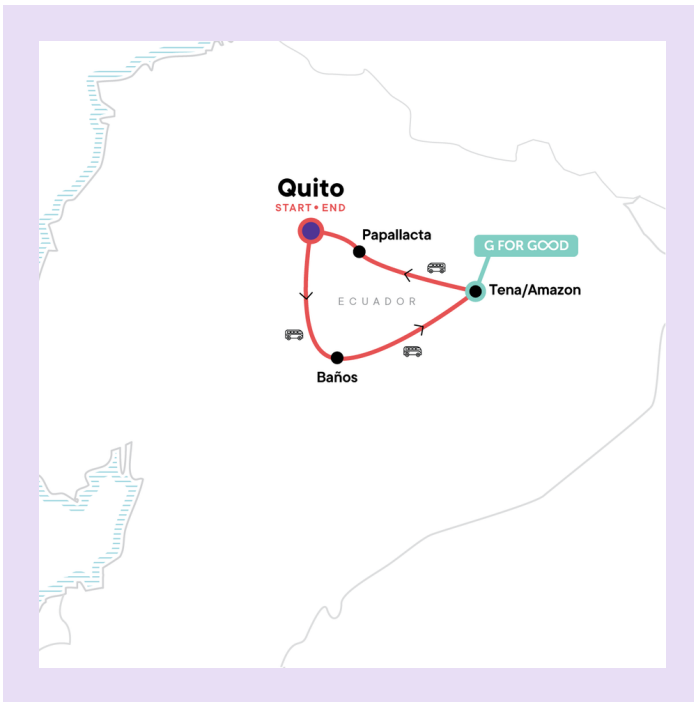 Quito
START • END
Papallacta
G FOR GOOD
Tena/Amazon
ECUADOR
Baños